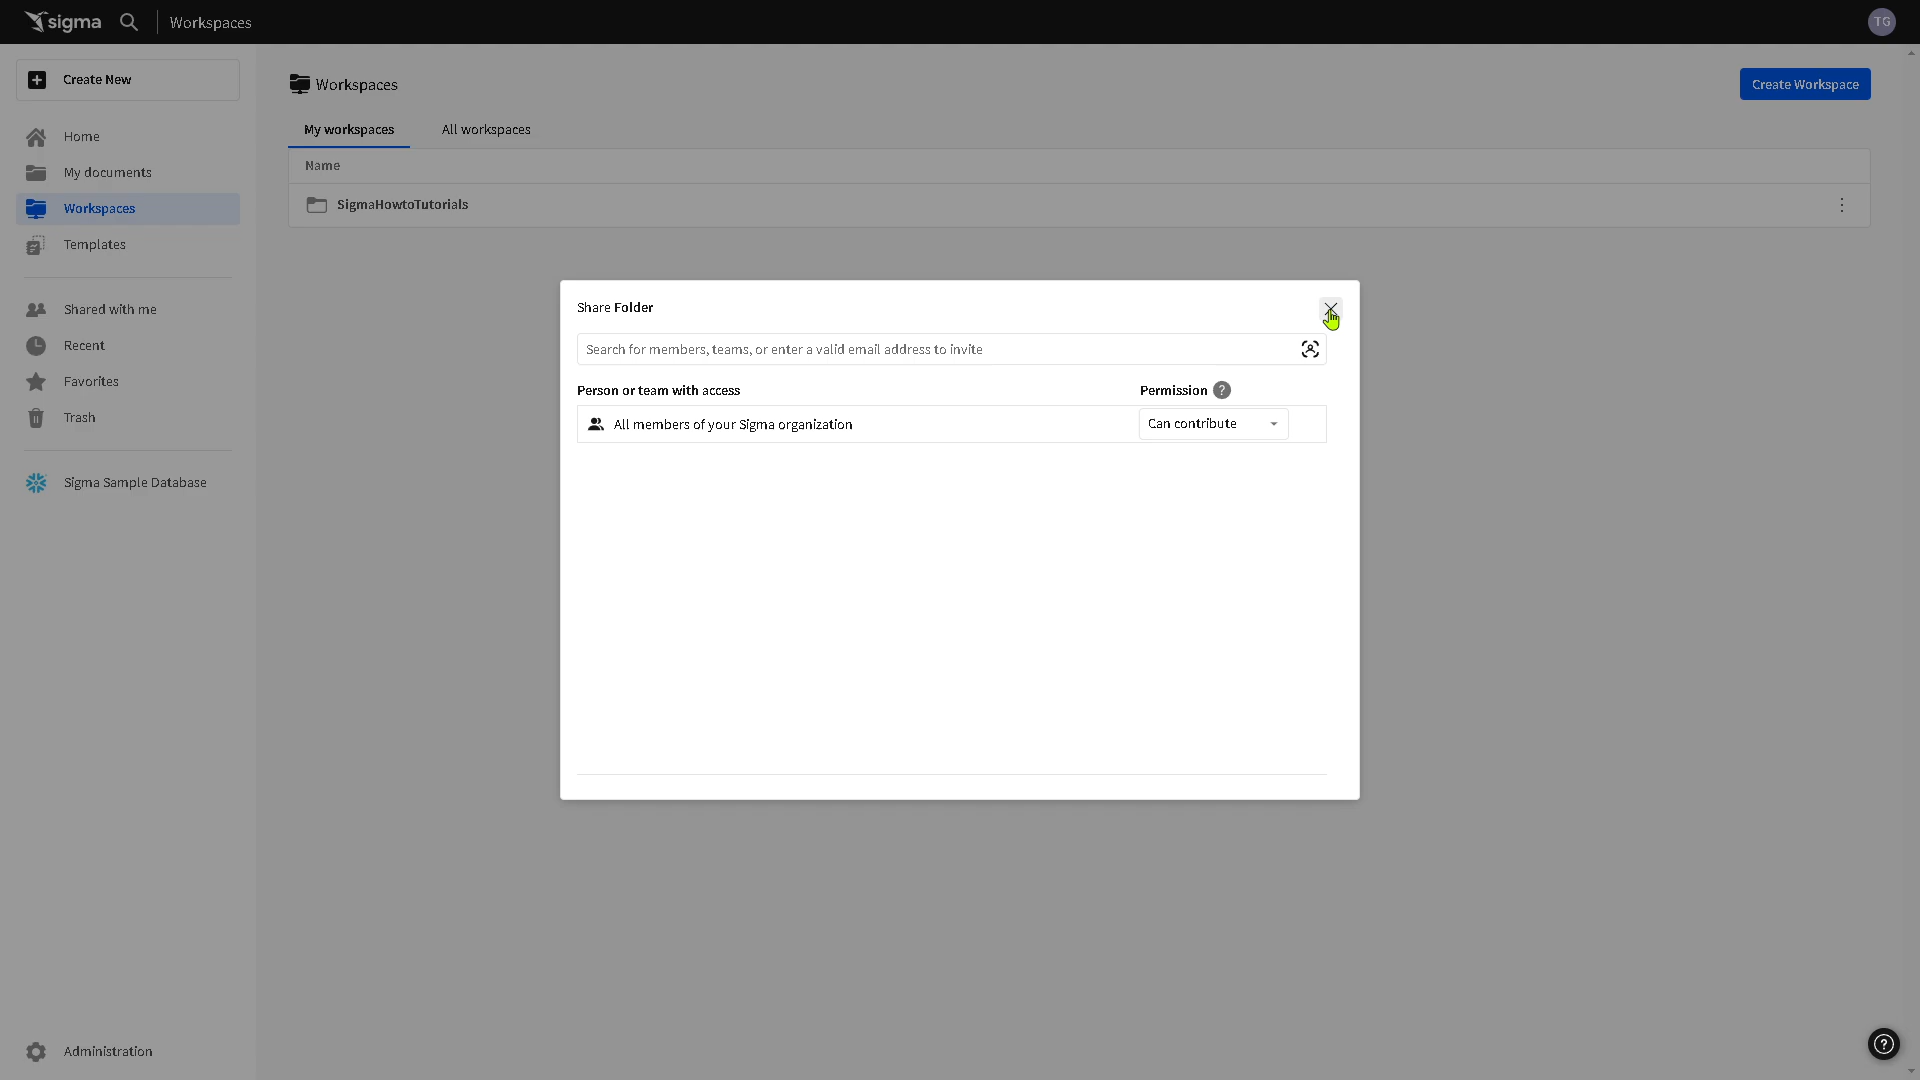 sigma
Workspaces
TG
Create New
Home
My documents
Workspaces
Templates
Shared with me
Recent
Favorites
Trash
Sigma Sample Database
Administration
Workspaces
Create Workspace
My workspaces
All workspaces
Name
SigmaHowtoTutorials
Share Folder
Search for members, teams, or enter a valid email address to invite
Person or team with access
Permission ?
All members of your Sigma organization
Can contribute
?